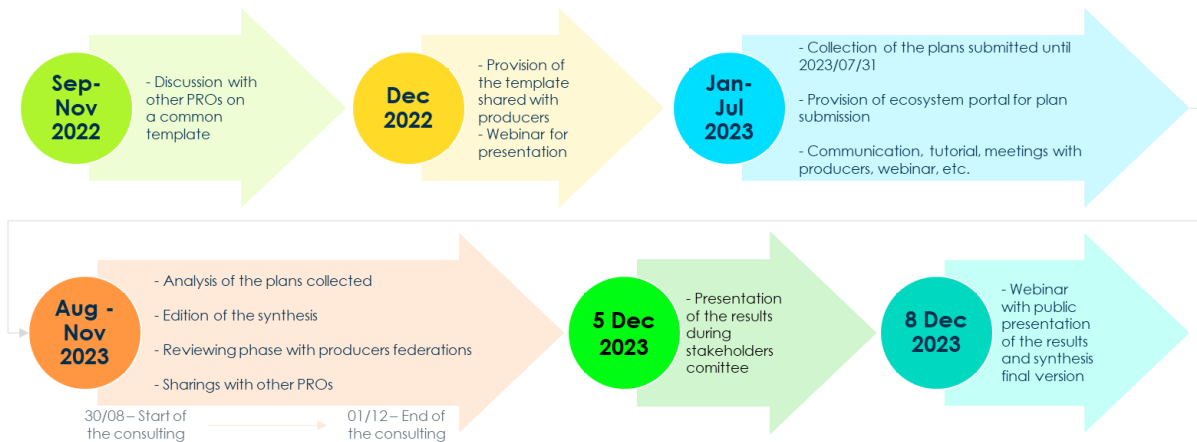 Sep-
Nov
2022
- Discussion with
other PROs on
a common
template
Dec
2022
- Provision of
the template
shared with
producers
- Webinar for
presentation
Jan-
Jul
2023
- Collection of the plans submitted until
2023/07/31
- Provision of ecosystem portal for plan
submission
- Communication, tutorial, meetings with
producers, webinar, etc.
Aug -
Nov
2023
- Analysis of the plans collected
- Edition of the synthesis
- Reviewing phase with producers federations
- Sharings with other PROs
30/08 – Start of
the consulting
01/12 – End of
the consulting
5 Dec
2023
- Presentation
of the results
during
stakeholders
comittee
8 Dec
2023
- Webinar
with public
presentation
of the results
and synthesis
final version